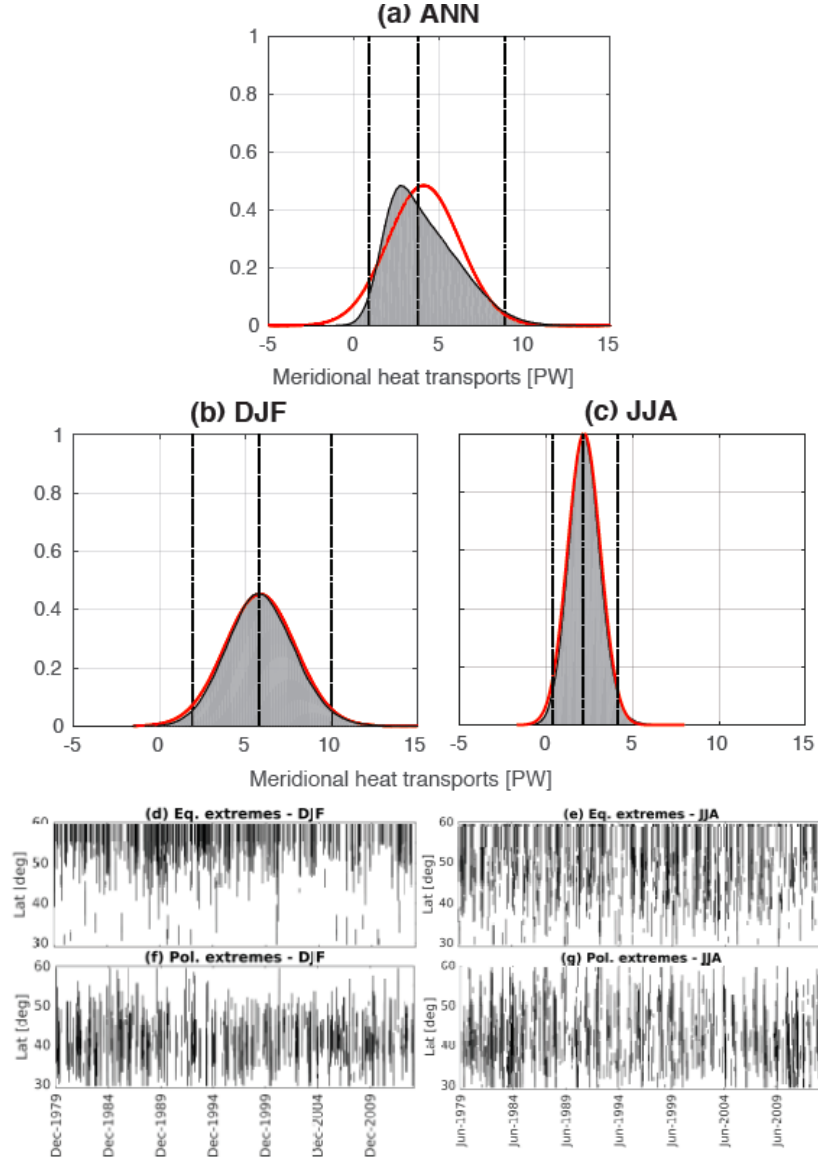 (a) ANN
1
0.8
0.6
0.4
0.2
0
-5 0 5 10 15
Meridional heat transports [PW]
(b) DJF (c) JJA
1
0.8
0.6
0.4
0.2
0
-5 0 5 10 15 -5 0 5 10 15
Meridional heat transports [PW]
(d) Eq. extremes - DJF (e) Eq. extremes - JJA
60 60
50 50
40 40
30 30
Lat [deg] Lat [deg]
(f) Pol. extremes - DJF (g) Pol. extremes - JJA
60 60
50 50
40 40
30 30
Lat [deg] Lat [deg]
Dec-1979 Dec-1984 Dec-1989 Dec-1994 Dec-1999 Dec-2004 Dec-2009 Jun-1979 Jun-1984 Jun-1989 Jun-1994 Jun-1999 Jun-2004 Jun-2009